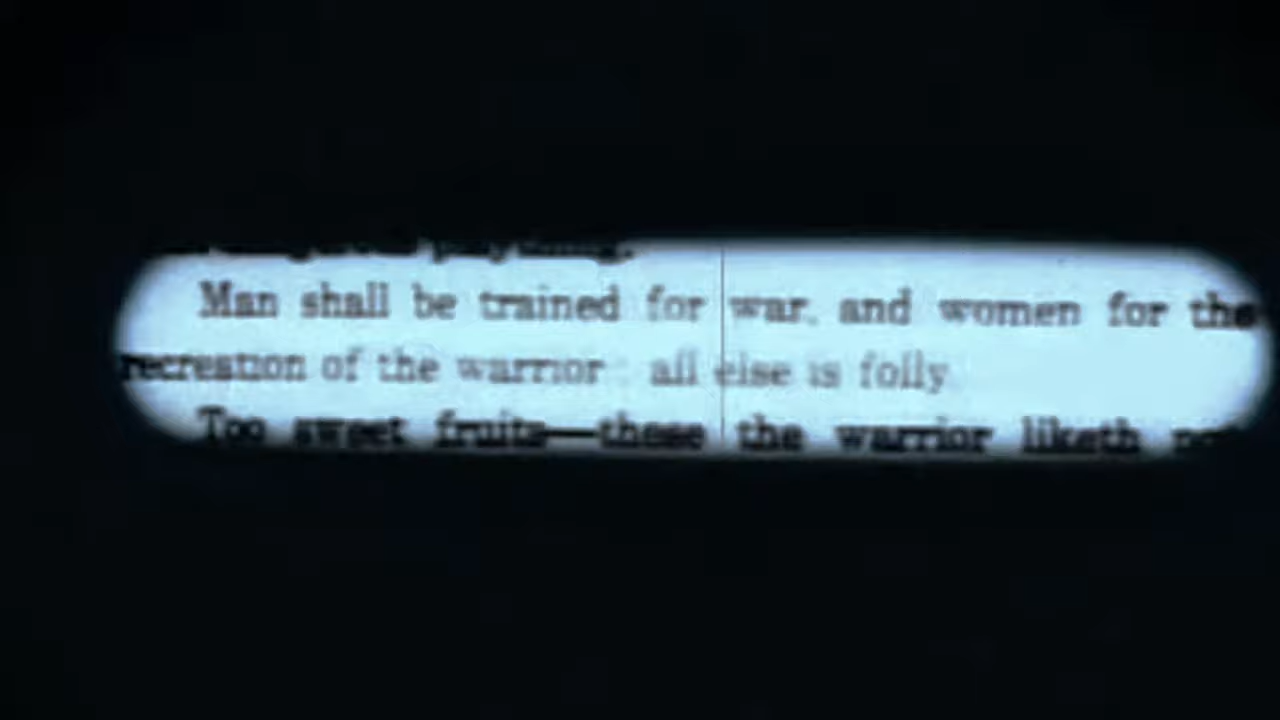 Man shall be trained for war, and women for the
recreation of the warrior : all else is folly.
Too sweet fruits—these the warrior liketh